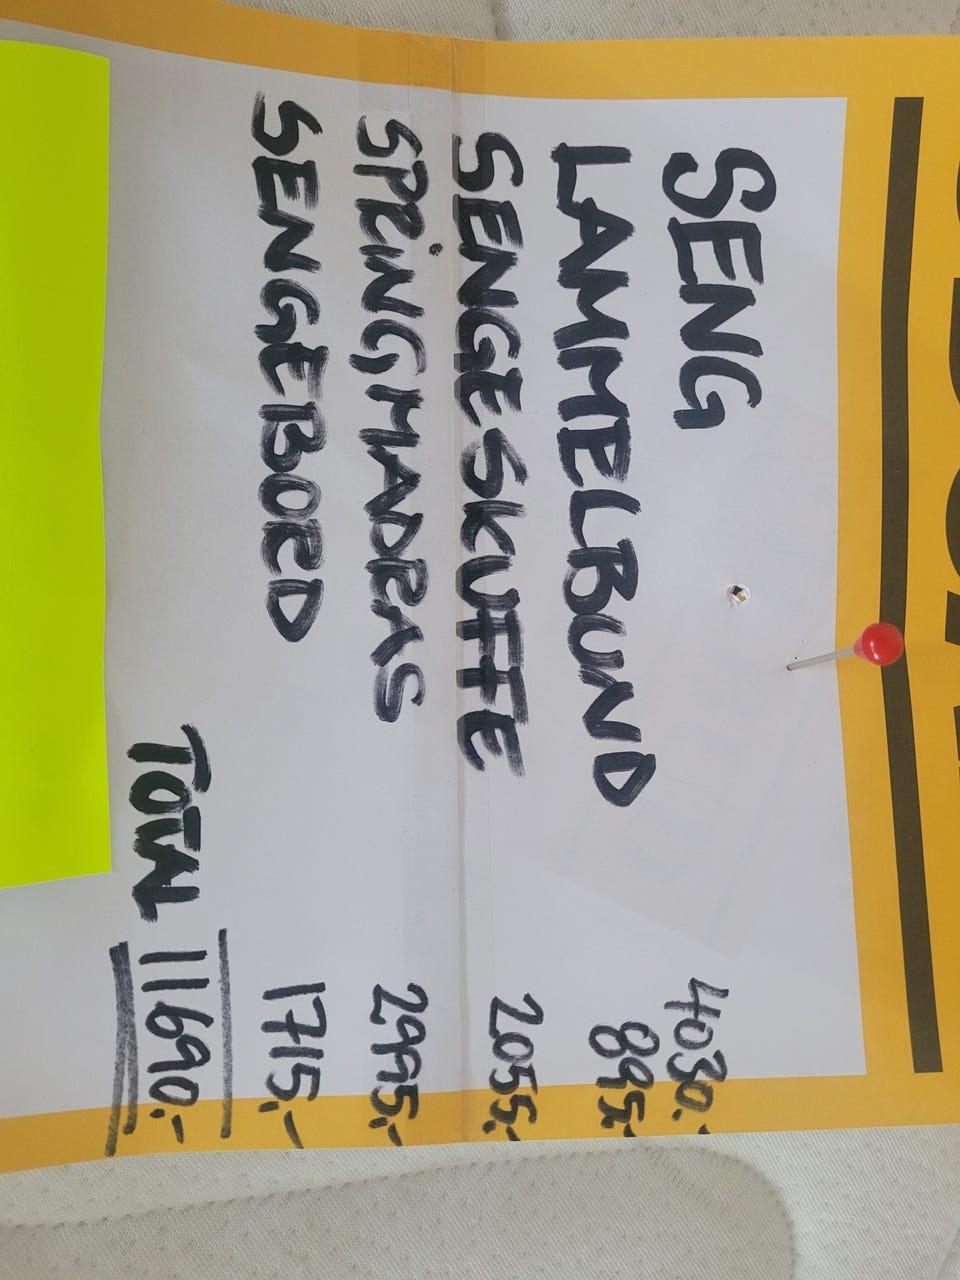 SENG 4030.-
LAMMELBUND 895.-
SENGESKUFFE 2055.-
SPRINGMADRAS 2995.-
SENGEBORD 1715.-
TOTAL 11690.-